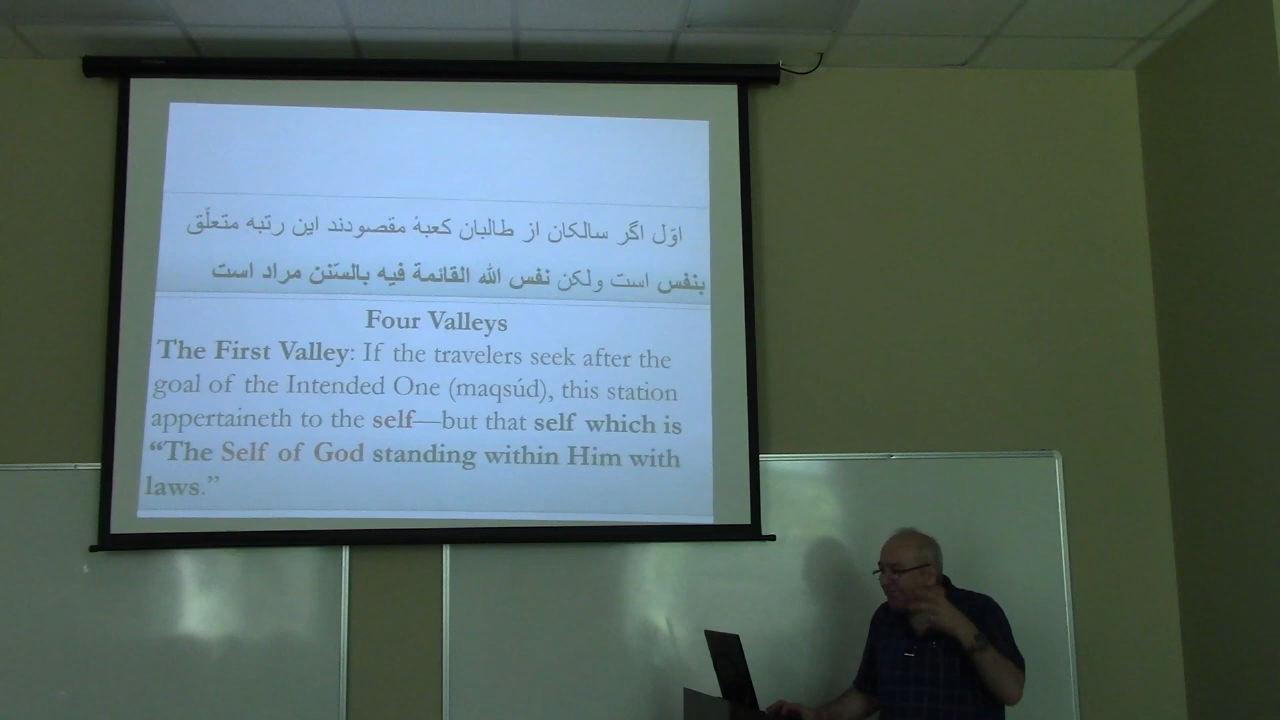 اوّل اگر سالکان از طالبان کعبهٔ مقصودند این رتبه متعلّق
بنفس است ولکن نفس الله القائمة فیه بالسّنن مراد است
Four Valleys
The First Valley: If the travelers seek after the
goal of the Intended One (maqsúd), this station
appertaineth to the self—but that self which is
“The Self of God standing within Him with
laws.”